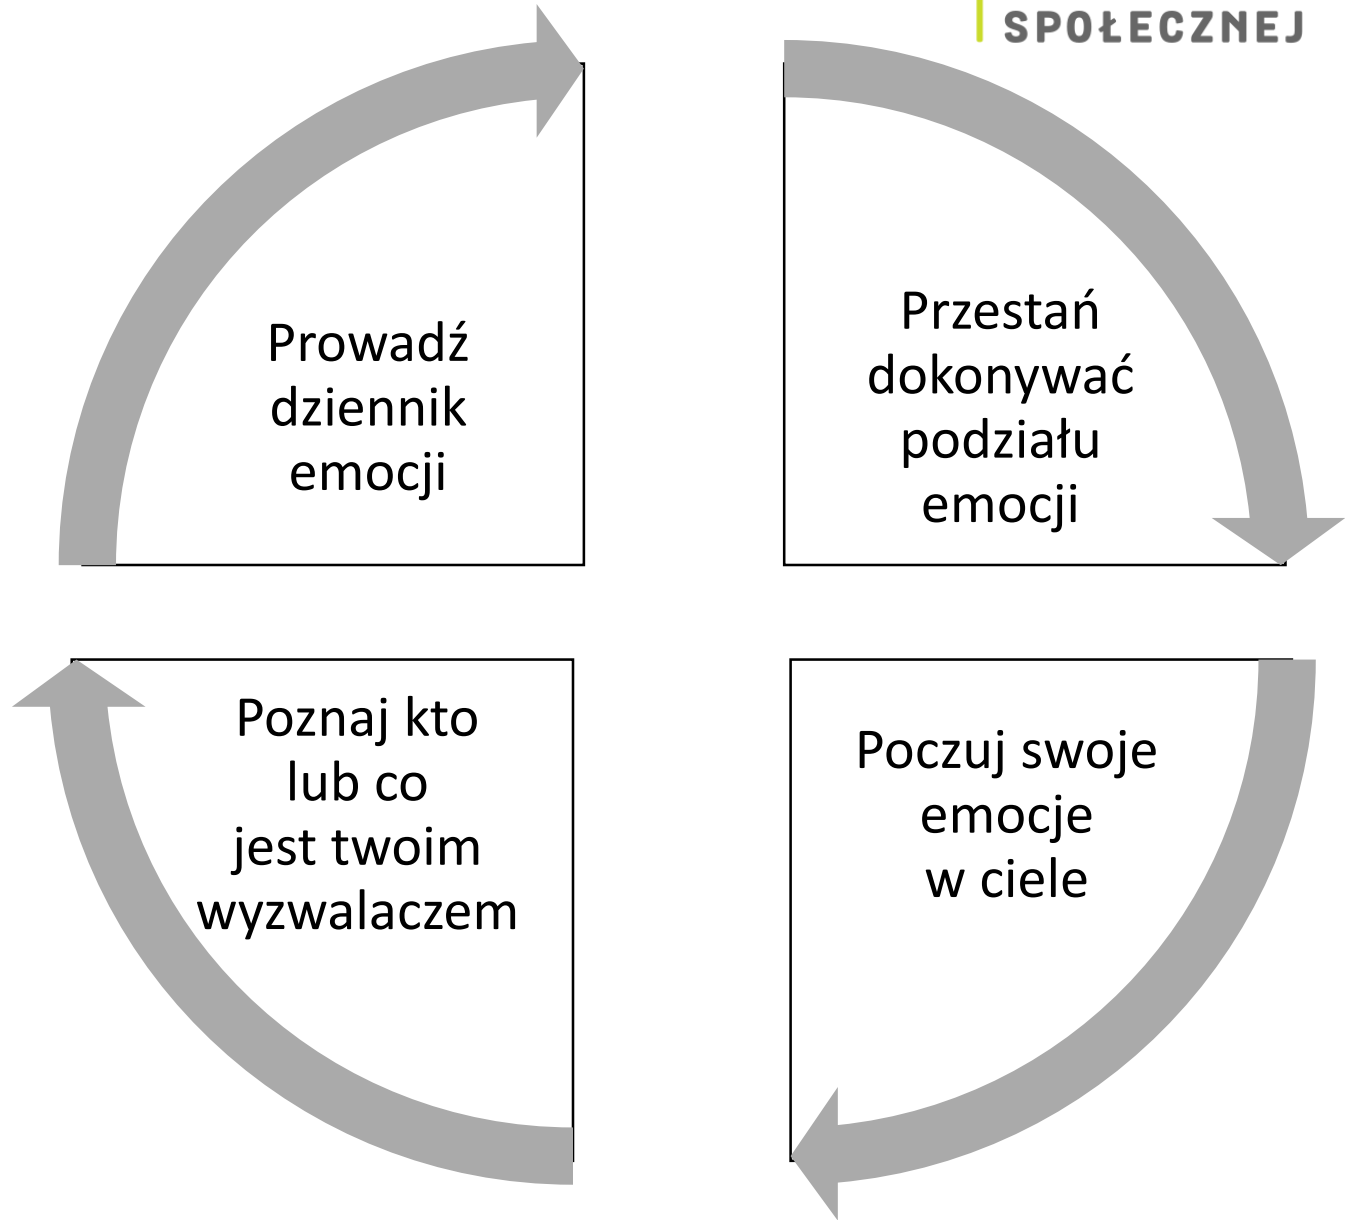 SPOŁECZNEJ
Prowadź
dziennik
emocji
Przestań
dokonywać
podziału
emocji
Poznaj kto
lub co
jest twoim
wyzwalaczem
Poczuj swoje
emocje
w ciele